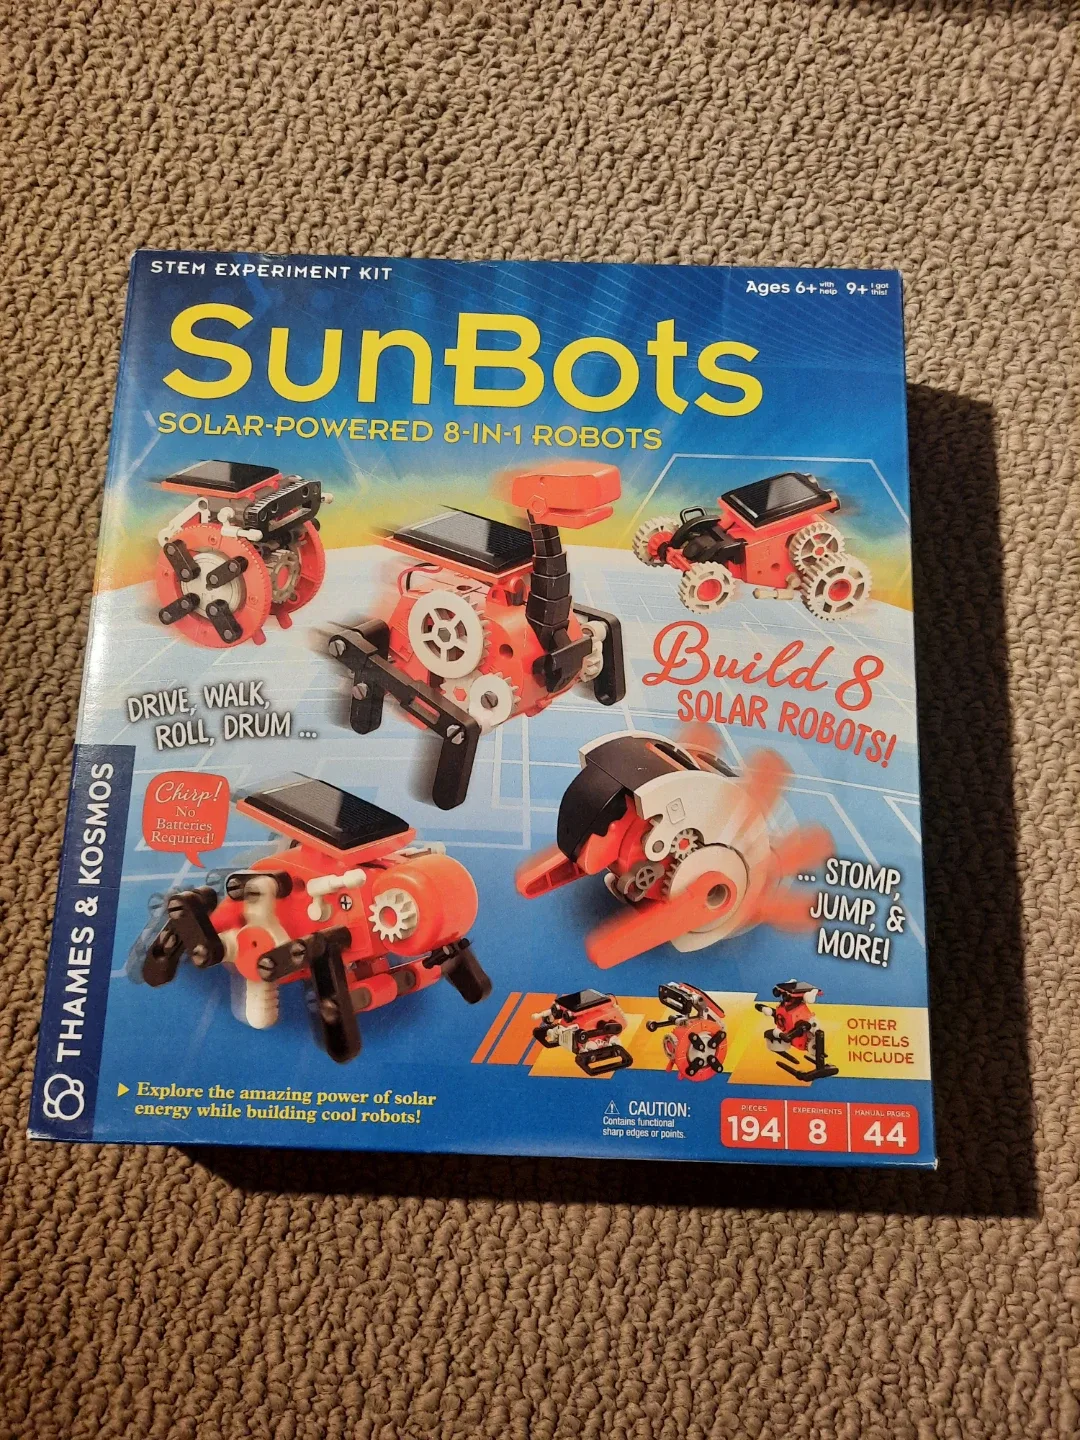 STEM EXPERIMENT KIT
Ages 6+ with help 9+ I got this!
SunBots
SOLAR-POWERED 8-IN-1 ROBOTS
Build 8
SOLAR ROBOTS!
DRIVE, WALK,
ROLL, DRUM ...
Chirp!
No
Batteries
Required!
... STOMP,
JUMP, &
MORE!
THAMES & KOSMOS
OTHER
MODELS
INCLUDE
Explore the amazing power of solar
energy while building cool robots!
CAUTION:
Contains functional
sharp edges or points.
PIECES
194
EXPERIMENTS
8
MANUAL PAGES
44